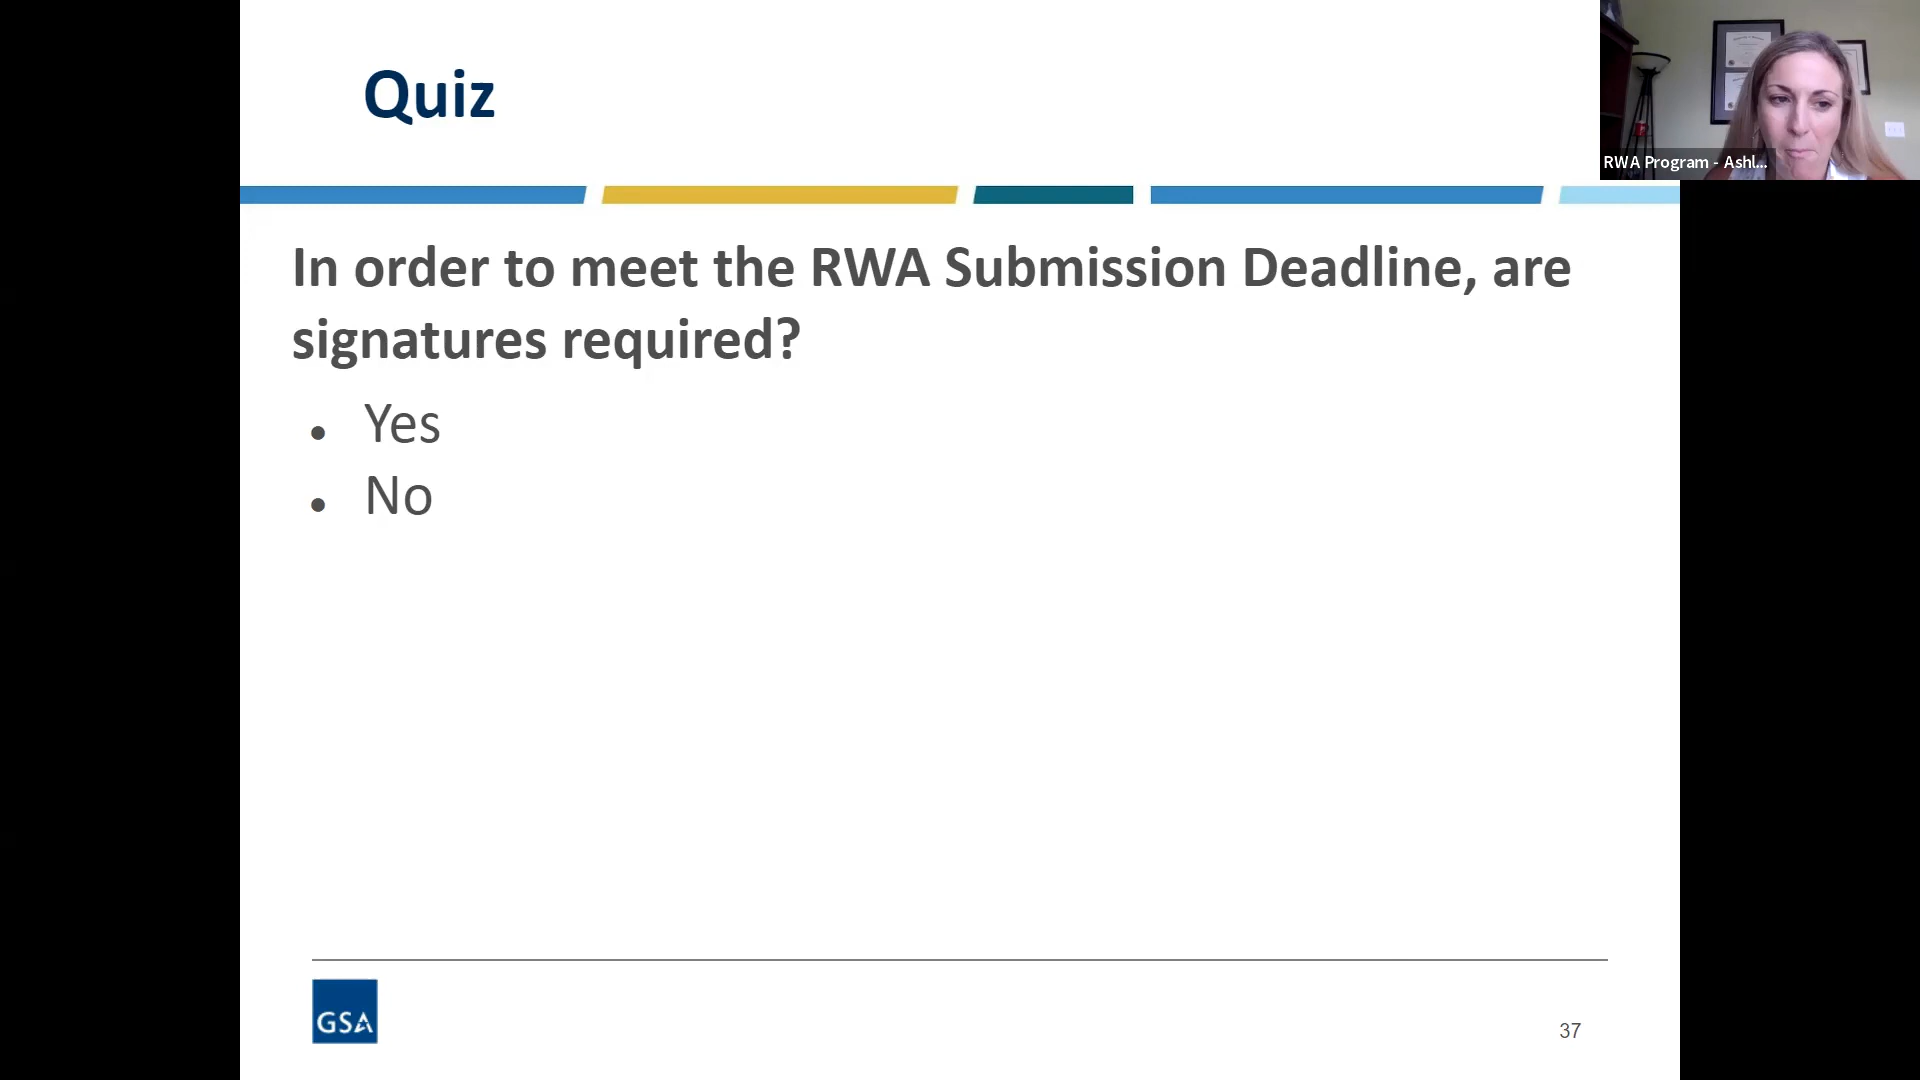 Quiz
RWA Program - Ashl...
In order to meet the RWA Submission Deadline, are
signatures required?
• Yes
• No
GSA
37